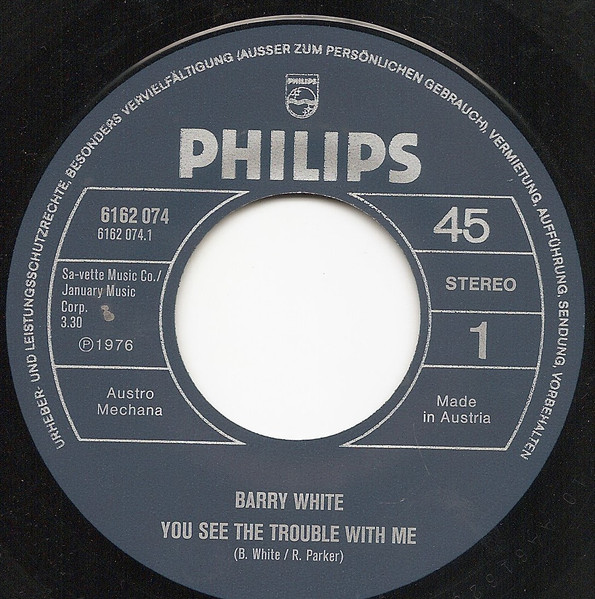 URHEBER- UND LEISTUNGSSCHUTZRECHTE, BESONDERS VERVIELFÄLTIGUNG (AUSSER ZUM PERSÖNLICHEN GEBRAUCH), VERMIETUNG, AUFFÜHRUNG, SENDUNG, VORBEHALTEN
PHILIPS
PHILIPS
6162 074
6162 074.1
Sa-vette Music Co./
January Music
Corp.
3.30
Ⓟ 1976
Austro
Mechana
45
STEREO
1
Made
in Austria
BARRY WHITE
YOU SEE THE TROUBLE WITH ME
(B. White / R. Parker)